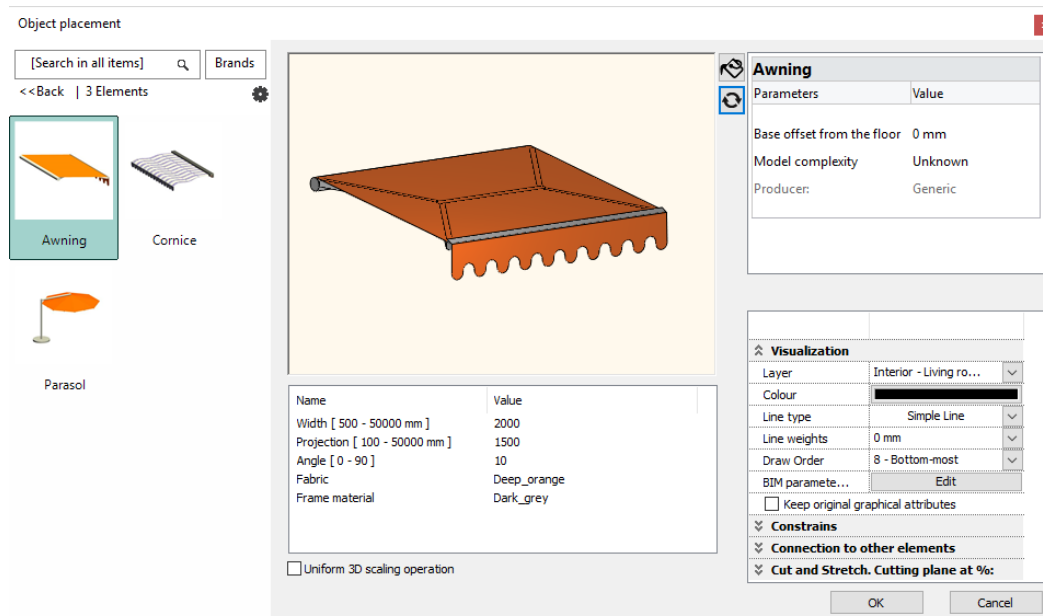 Object placement
[Search in all items]
Brands
<<Back | 3 Elements
Awning
Cornice
Parasol
Name Value
Width [ 500 - 50000 mm ] 2000
Projection [ 100 - 50000 mm ] 1500
Angle [ 0 - 90 ] 10
Fabric Deep_orange
Frame material Dark_grey
Uniform 3D scaling operation
Awning
Parameters Value
Base offset from the floor 0 mm
Model complexity Unknown
Producer: Generic
Visualization
Layer Interior - Living ro...
Colour
Line type Simple Line
Line weights 0 mm
Draw Order 8 - Bottom-most
BIM paramete... Edit
Keep original graphical attributes
Constrains
Connection to other elements
Cut and Stretch. Cutting plane at %:
OK Cancel